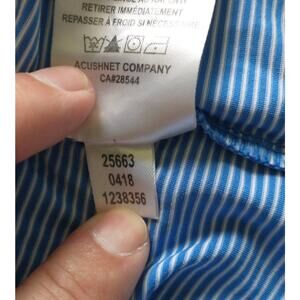 RETIRER IMMÉDIATEMENT
REPASSER À FROID SI NÉCESSAIRE
ACUSHNET COMPANY
CA#28544
25663
0418
1238356